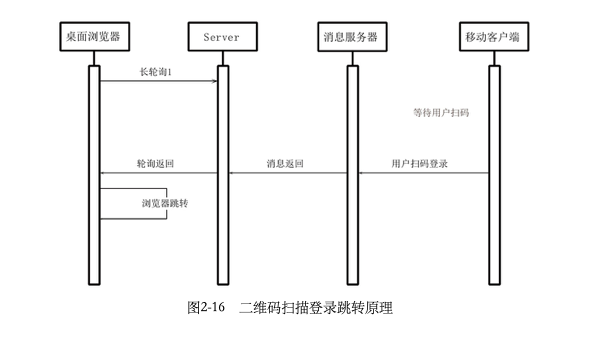 桌面浏览器
Server
消息服务器
移动客户端
长轮询1
等待用户扫码
轮询返回
消息返回
用户扫码登录
浏览器跳转
图2-16 二维码扫描登录跳转原理